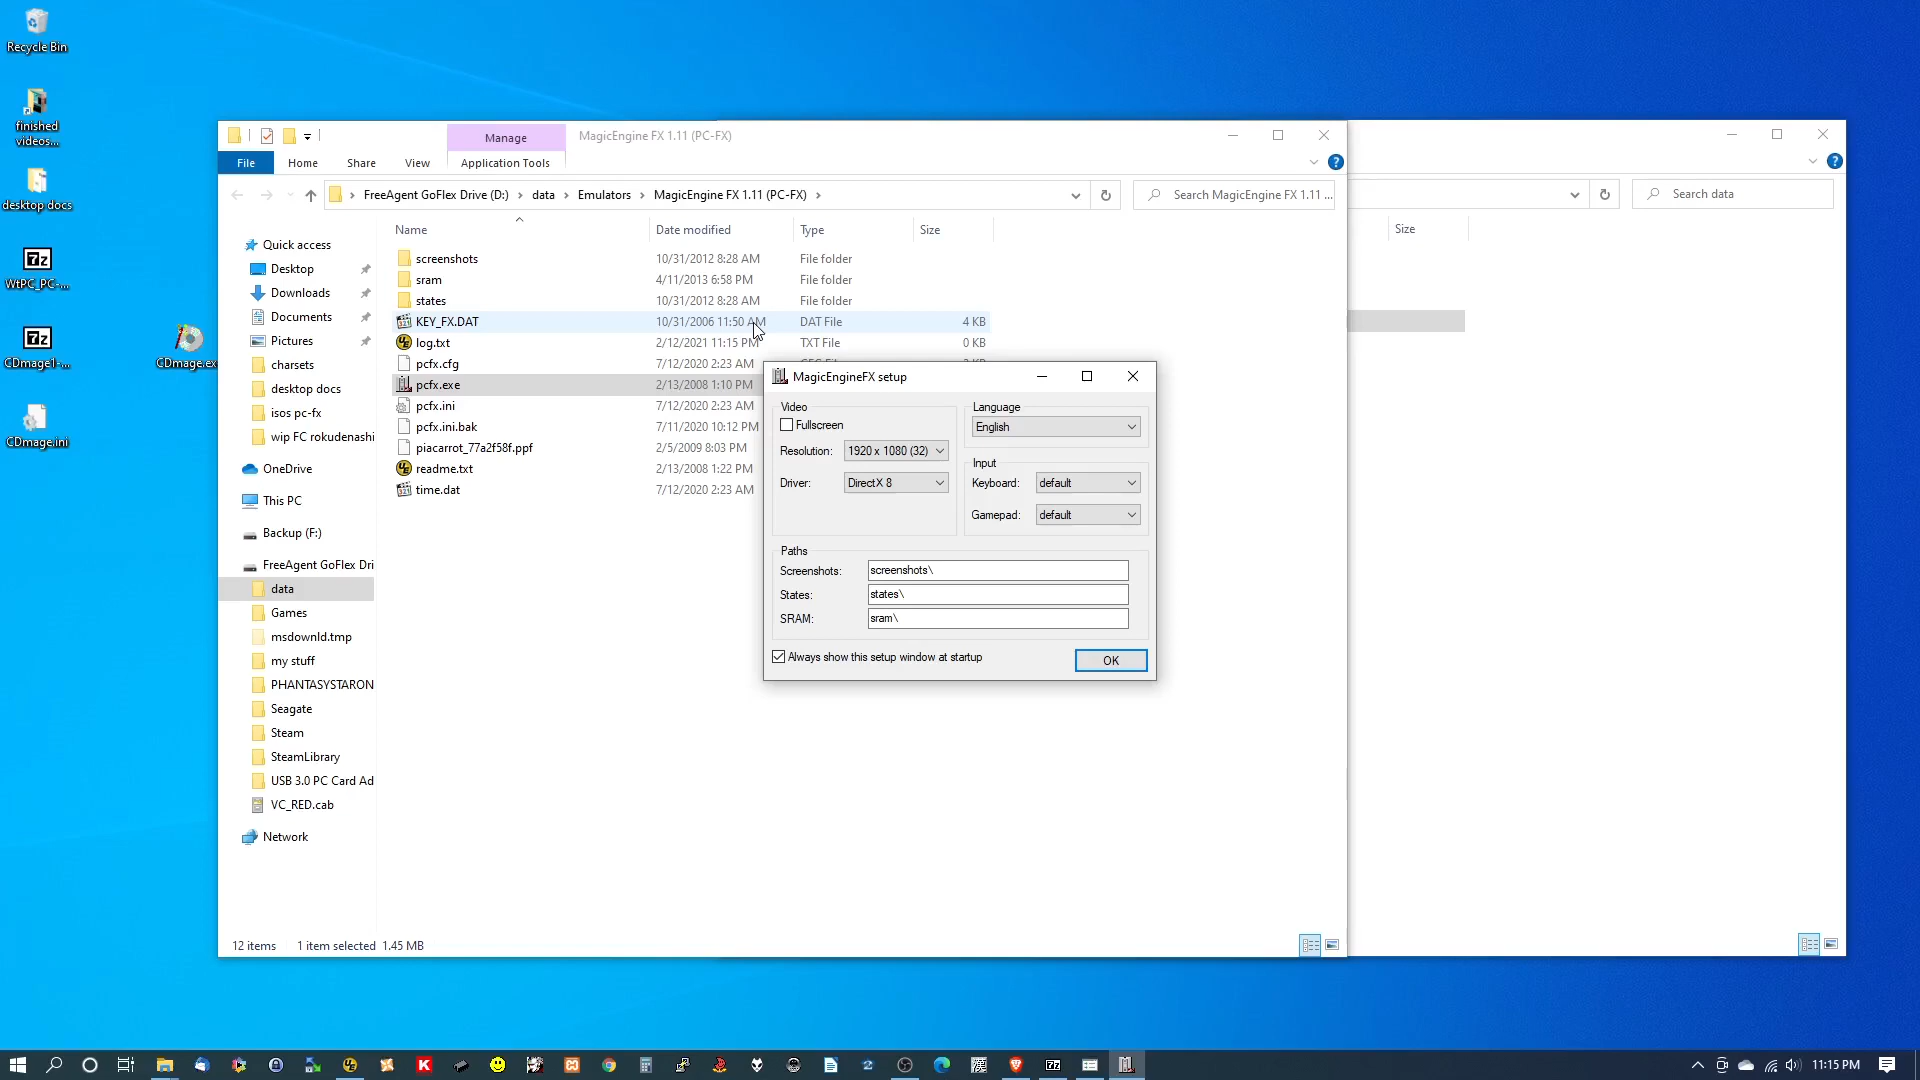 Recycle Bin
finished
videos...
desktop docs
WtPC_PC-...
CDmage1-...
CDmage.ex
CDmage.ini
Manage
MagicEngine FX 1.11 (PC-FX)
File
Home
Share
View
Application Tools
FreeAgent GoFlex Drive (D:) > data > Emulators > MagicEngine FX 1.11 (PC-FX) >
Search MagicEngine FX 1.11 ...
Search data
Name
Date modified
Type
Size
Size
Quick access
Desktop
Downloads
Documents
Pictures
charsets
desktop docs
isos pc-fx
wip FC rokudenashi
OneDrive
This PC
Backup (F:)
FreeAgent GoFlex Dri
data
Games
msdownld.tmp
my stuff
PHANTASYSTARON
Seagate
Steam
SteamLibrary
USB 3.0 PC Card Ad
VC_RED.cab
Network
screenshots 10/31/2012 8:28 AM File folder
sram 4/11/2013 6:58 PM File folder
states 10/31/2012 8:28 AM File folder
KEY_FX.DAT 10/31/2006 11:50 AM DAT File 4 KB
log.txt 2/12/2021 11:15 PM TXT File 0 KB
pcfx.cfg 7/12/2020 2:23 AM
pcfx.exe 2/13/2008 1:10 PM
pcfx.ini 7/12/2020 2:23 AM
pcfx.ini.bak 7/11/2020 10:12 PM
piacarrot_77a2f58f.ppf 2/5/2009 8:03 PM
readme.txt 2/13/2008 1:22 PM
time.dat 7/12/2020 2:23 AM
MagicEngineFX setup
Video
Fullscreen
Resolution: 1920 x 1080 (32)
Driver: DirectX 8
Language
English
Input
Keyboard: default
Gamepad: default
Paths
Screenshots: screenshots\
States: states\
SRAM: sram\
Always show this setup window at startup
OK
12 items 1 item selected 1.45 MB
11:15 PM